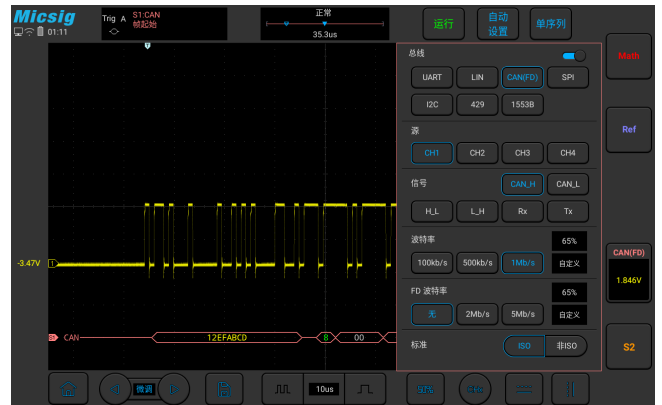 Micsig
Trig A S1:CAN
帧起始
01:11
正常
35.3us
运行
自动
设置
单序列
T
总线
UART LIN CAN(FD) SPI
I2C 429 1553B
源
CH1 CH2 CH3 CH4
信号 CAN_H CAN_L
H_L L_H Rx Tx
波特率 65%
100kb/s 500kb/s 1Mb/s 自定义
FD 波特率 65%
无 2Mb/s 5Mb/s 自定义
标准 ISO 非ISO
Math
Ref
CAN(FD)
1.846V
S2
-3.47V 1
S1 CAN 12EFABCD 8 00
微调
10us
50%